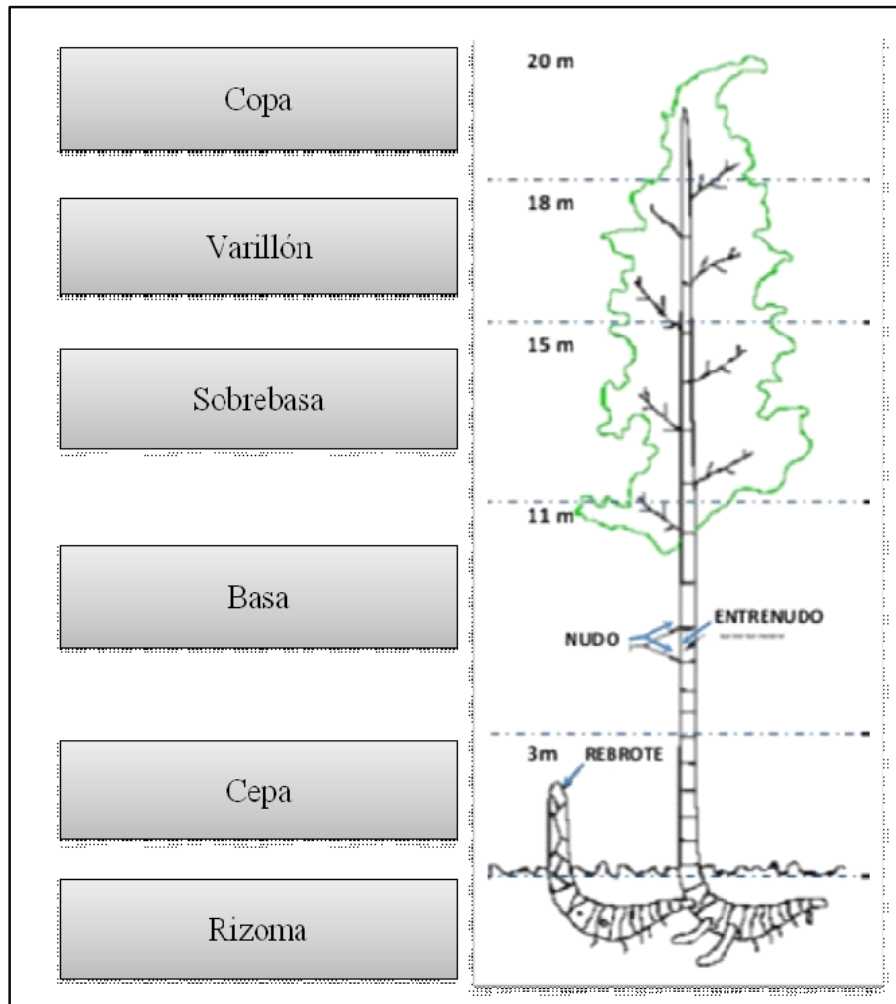 Copa
Varillón
Sobrebasa
Basa
Cepa
Rizoma
20 m
18 m
15 m
11 m
NUDO
ENTRENUDO
3m
REBROTE